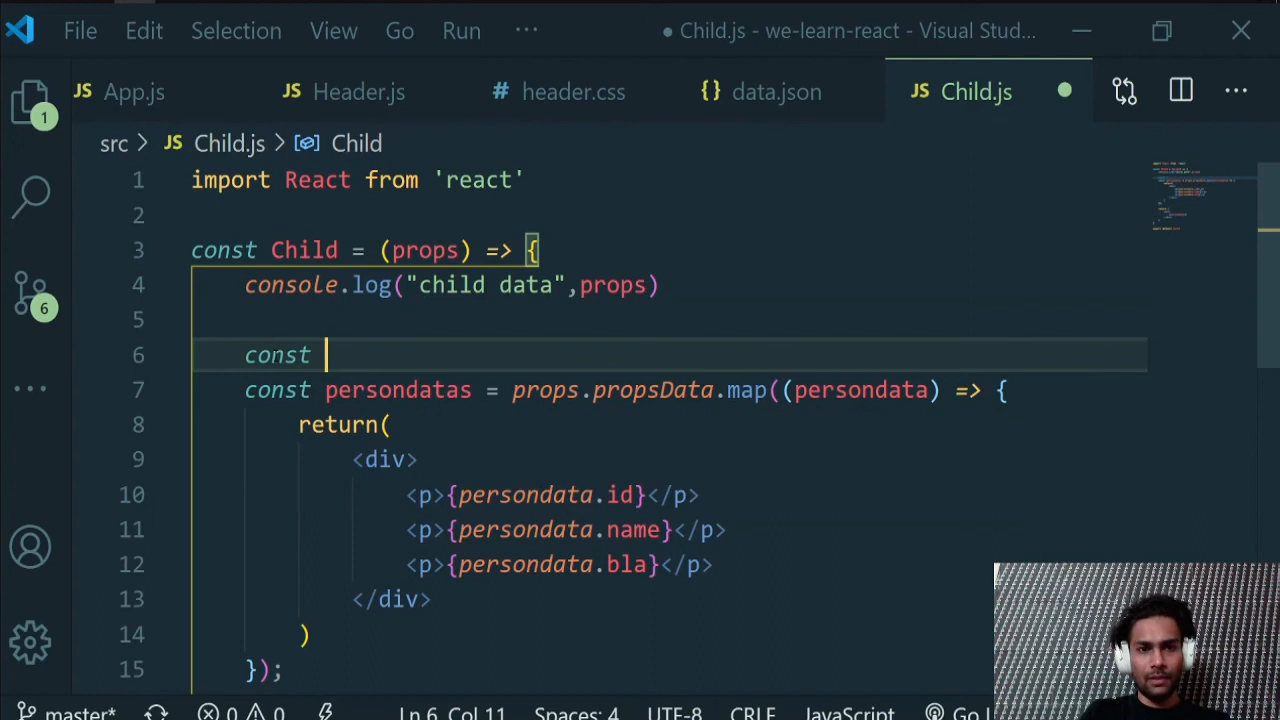 File Edit Selection View Go Run ··· ● Child.js - we-learn-react - Visual Stud...
JS App.js JS Header.js # header.css {} data.json JS Child.js
src > JS Child.js > Child
1 import React from 'react'
2
3 const Child = (props) => {
4 console.log("child data",props)
5
6 const
7 const persondatas = props.propsData.map((persondata) => {
8 return(
9 <div>
10 <p>{persondata.id}</p>
11 <p>{persondata.name}</p>
12 <p>{persondata.bla}</p>
13 </div>
14 )
15 });
1
6
master* 0 0 Ln 6, Col 11 Spaces: 4 UTF-8 CRLF JavaScript Go L